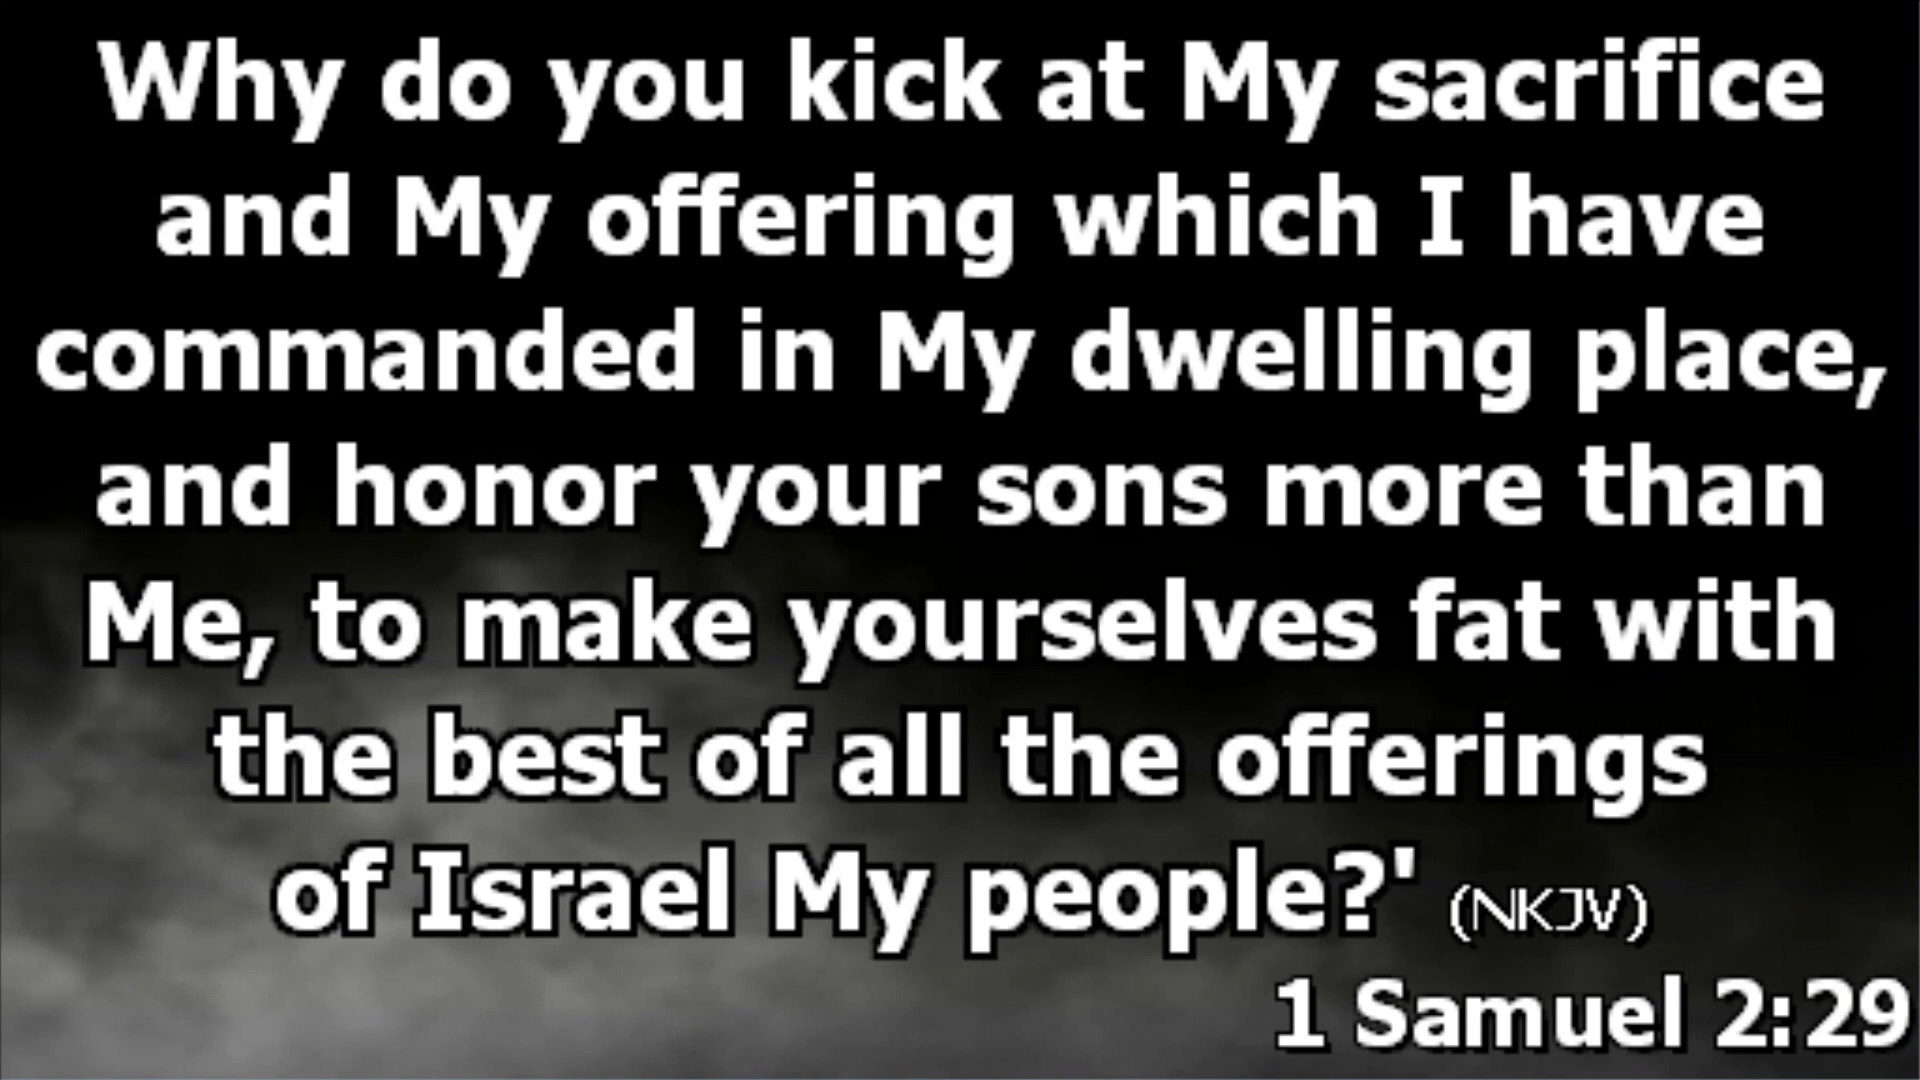 Why do you kick at My sacrifice
and My offering which I have
commanded in My dwelling place,
and honor your sons more than
Me, to make yourselves fat with
the best of all the offerings
of Israel My people?' (NKJV)
1 Samuel 2:29